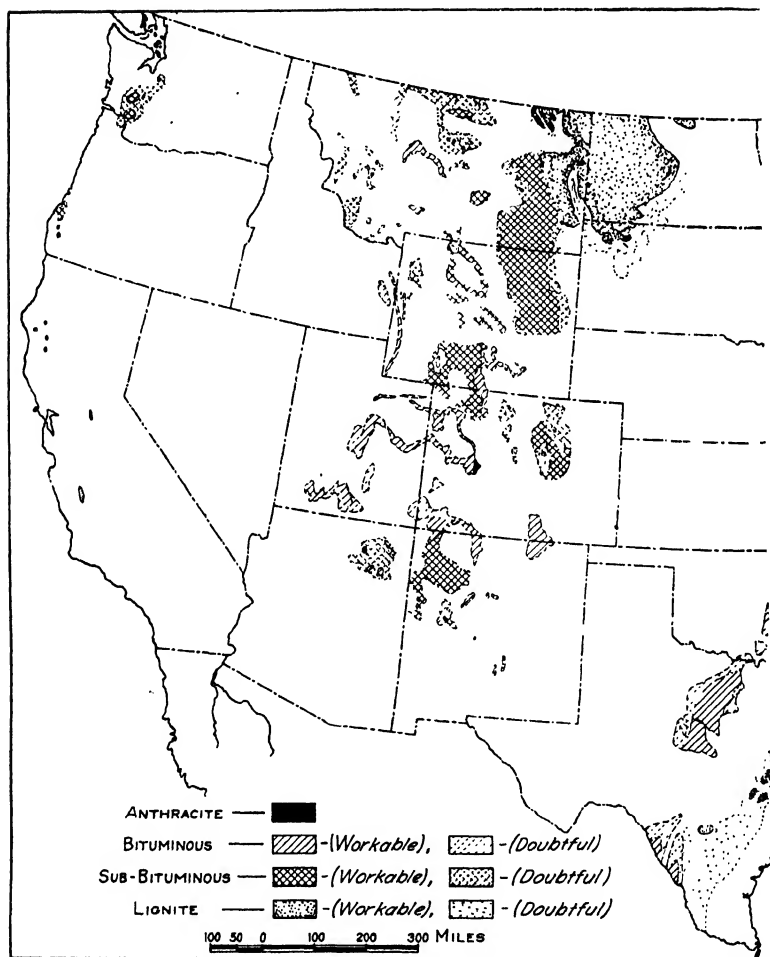 ANTHRACITE
BITUMINOUS -(Workable), -(Doubtful)
SUB-BITUMINOUS -(Workable), -(Doubtful)
LIGNITE -(Workable), -(Doubtful)
100 50 0 100 200 300 MILES